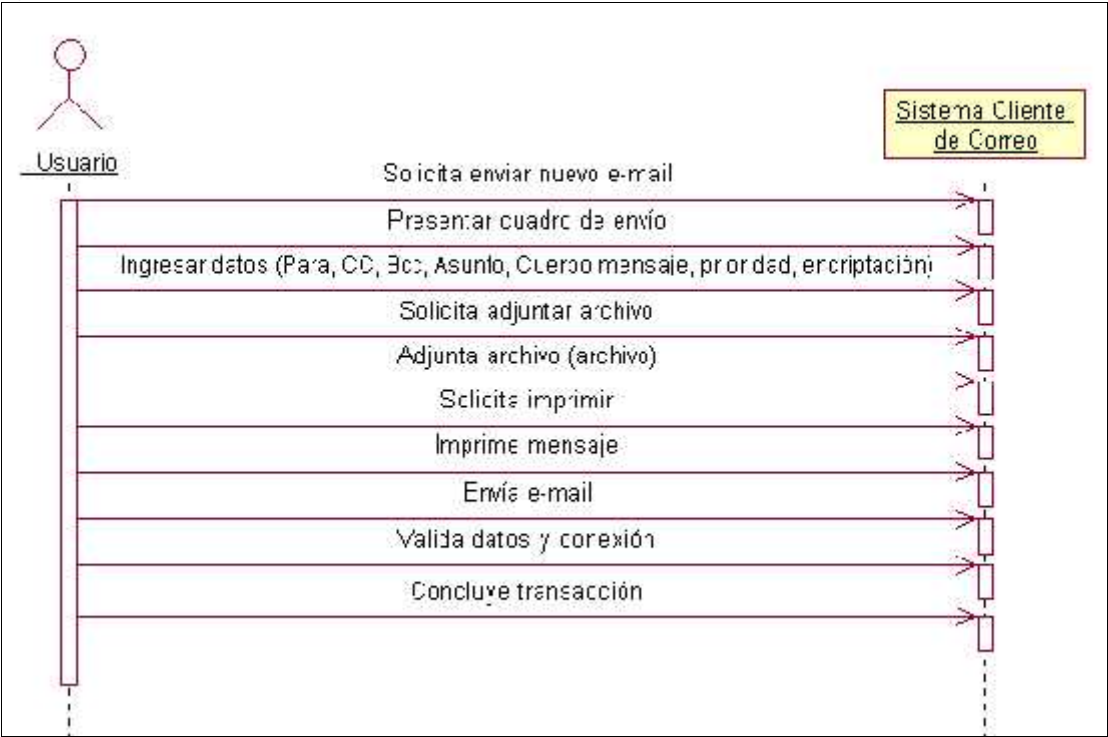 Usuario
Sistema Cliente
de Correo
Solicita enviar nuevo e-mail
Presentar cuadro de envío
Ingresar datos (Para, CC, Bcc, Asunto, Cuerpo mensaje, prioridad, encriptación)
Solicita adjuntar archivo
Adjunta archivo (archivo)
Solicita imprimir
Imprime mensaje
Envía e-mail
Valida datos y conexión
Concluye transacción